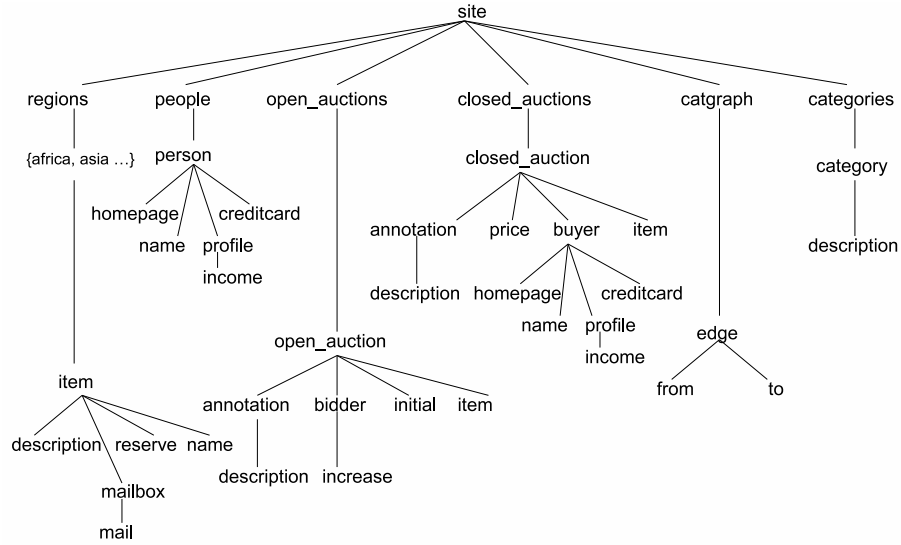 site
regions people open_auctions closed_auctions catgraph categories
{africa, asia ...} person closed_auction category
homepage creditcard annotation price buyer item
name profile description
income description homepage creditcard
name profile edge
open_auction income
item from to
annotation bidder initial item
description reserve name
description increase
mailbox
mail